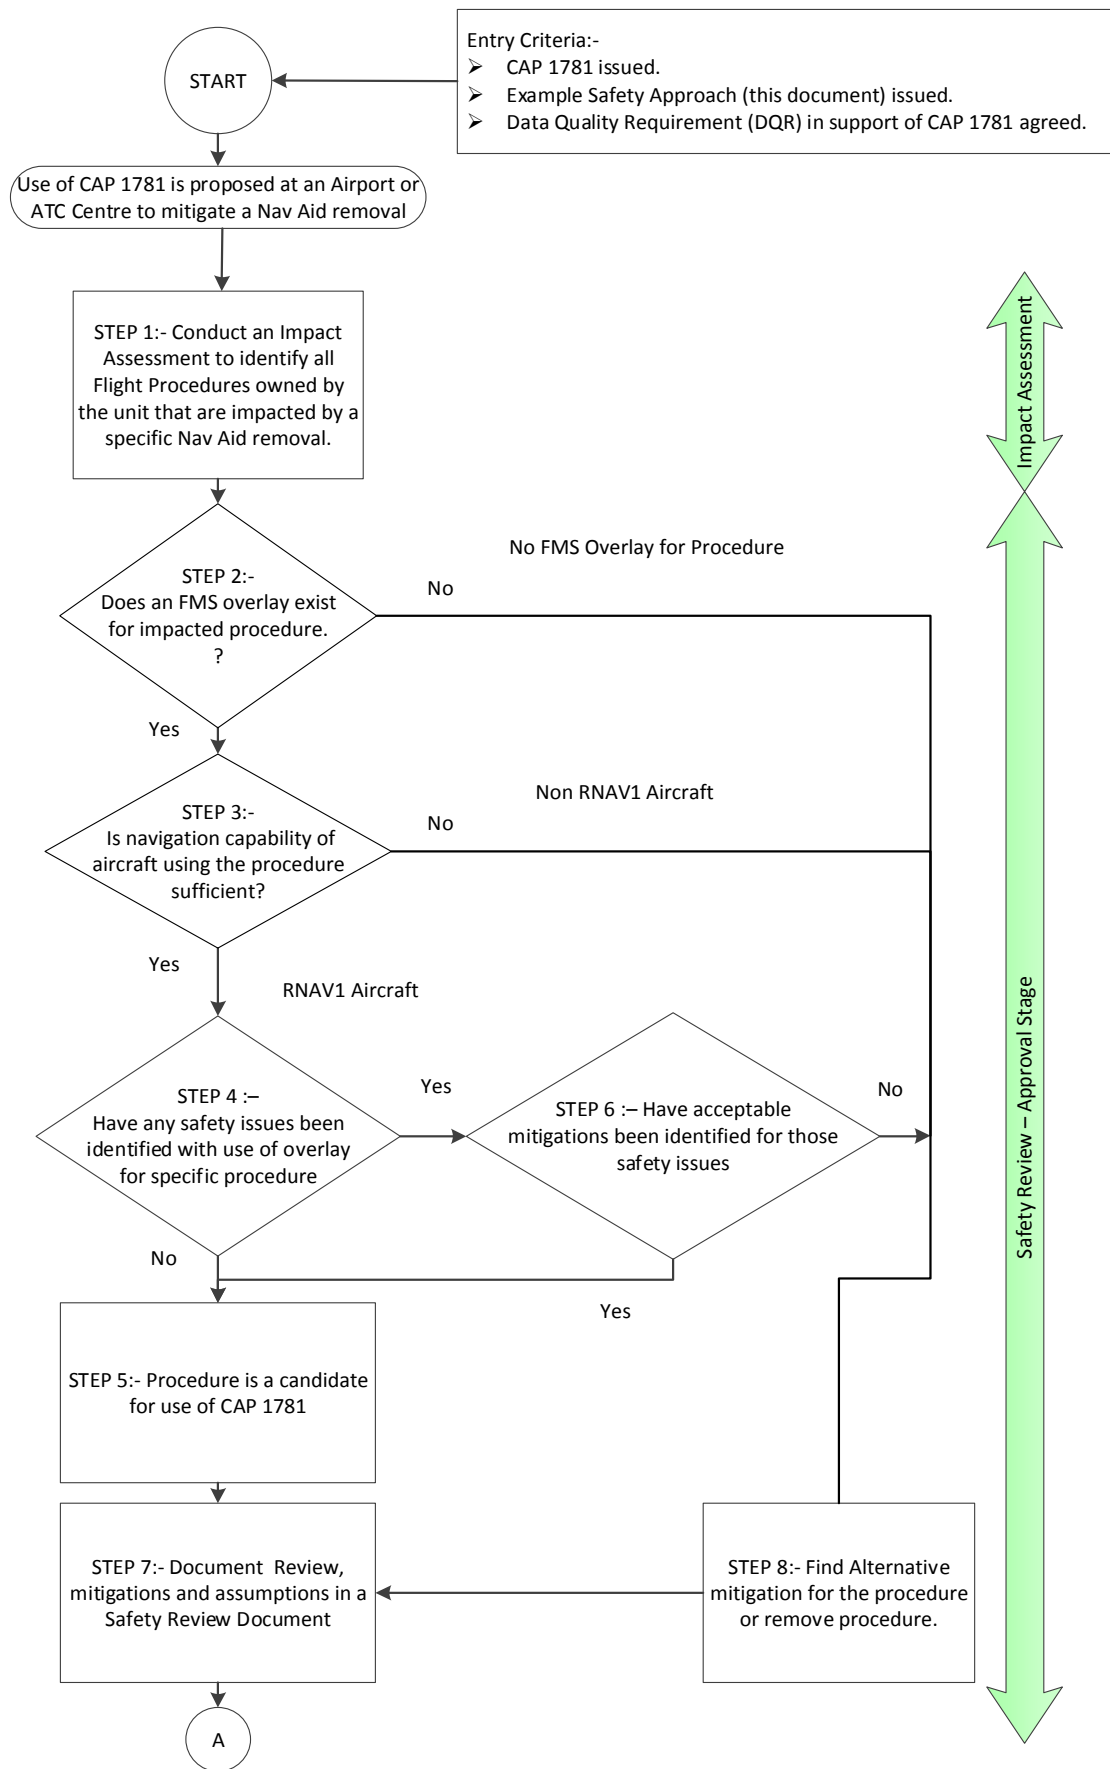 START
Entry Criteria:-
➢ CAP 1781 issued.
➢ Example Safety Approach (this document) issued.
➢ Data Quality Requirement (DQR) in support of CAP 1781 agreed.
Use of CAP 1781 is proposed at an Airport or
ATC Centre to mitigate a Nav Aid removal
STEP 1:- Conduct an Impact
Assessment to identify all
Flight Procedures owned by
the unit that are impacted by a
specific Nav Aid removal.
Impact Assessment
STEP 2:-
Does an FMS overlay exist
for impacted procedure.
?
No FMS Overlay for Procedure
No
Yes
STEP 3:-
Is navigation capability of
aircraft using the procedure
sufficient?
Non RNAV1 Aircraft
No
Yes
RNAV1 Aircraft
STEP 4 :–
Have any safety issues been
identified with use of overlay
for specific procedure
Yes
STEP 6 :– Have acceptable
mitigations been identified for those
safety issues
No
Safety Review – Approval Stage
No
Yes
STEP 5:- Procedure is a candidate
for use of CAP 1781
STEP 7:- Document Review,
mitigations and assumptions in a
Safety Review Document
STEP 8:- Find Alternative
mitigation for the procedure
or remove procedure.
A